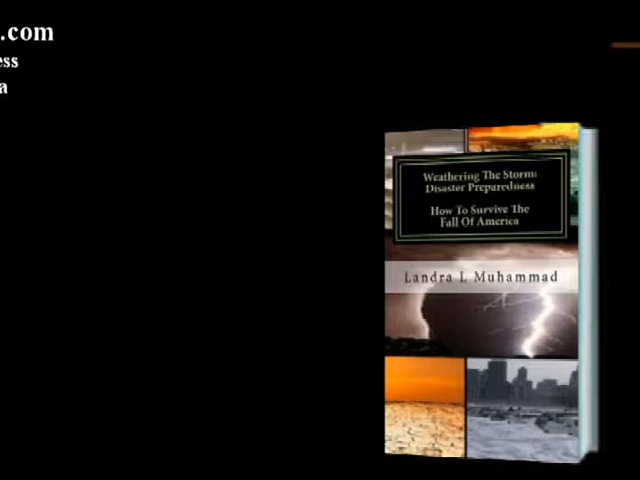 .com
ess
a
Weathering The Storm:
Disaster Preparedness
How To Survive The
Fall Of America
Landra L Muhammad